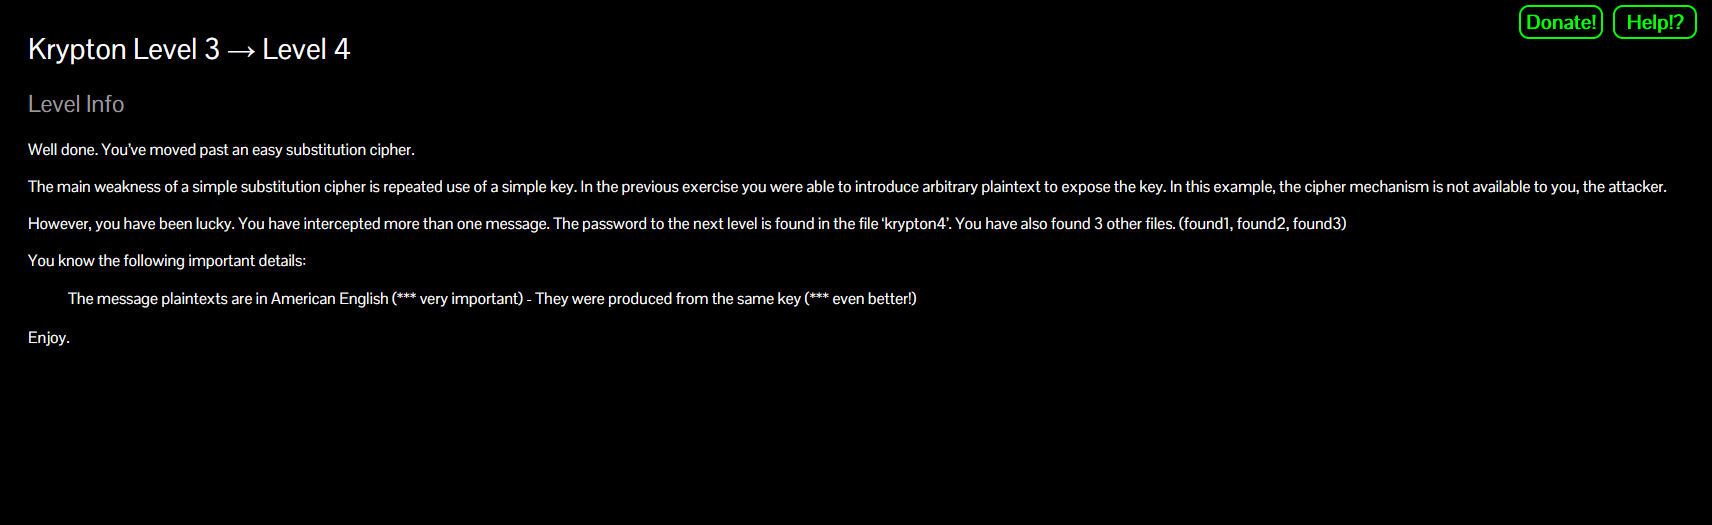 Donate! Help!?
Krypton Level 3 → Level 4
Level Info
Well done. You've moved past an easy substitution cipher.
The main weakness of a simple substitution cipher is repeated use of a simple key. In the previous exercise you were able to introduce arbitrary plaintext to expose the key. In this example, the cipher mechanism is not available to you, the attacker.
However, you have been lucky. You have intercepted more than one message. The password to the next level is found in the file ‘krypton4’. You have also found 3 other files. (found1, found2, found3)
You know the following important details:
The message plaintexts are in American English (*** very important) - They were produced from the same key (*** even better!)
Enjoy.